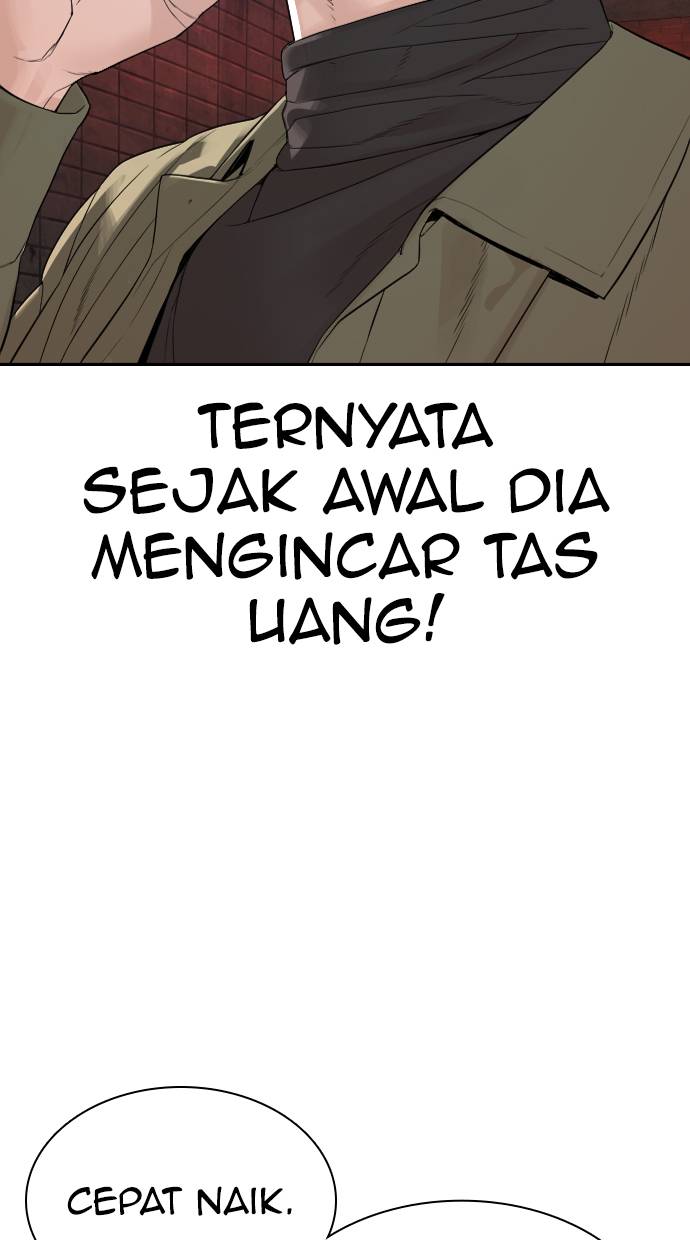 TERNYATA
SEJAK AWAL DIA
MENGINCAR TAS
UANG!
CEPAT NAIK.